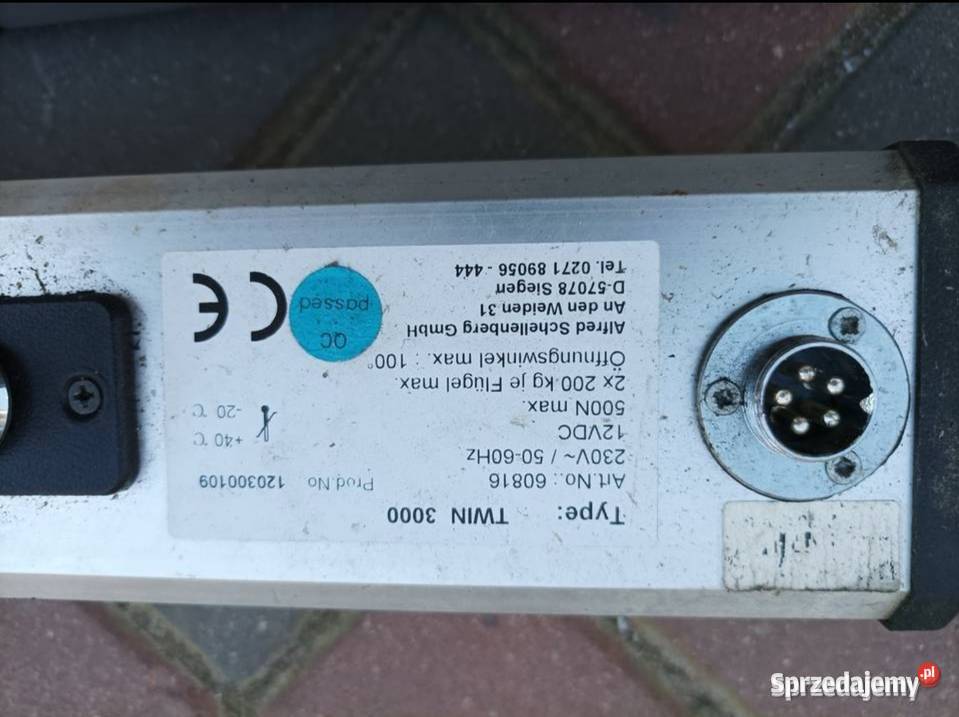 Type: TWIN 3000
Art.No.: 60816
Prod.No 120300109
230V~ / 50-60Hz
12VDC
500N max.
2x 200 kg je Flügel max.
Öffnungswinkel max. : 100°
+40 °C
-20 °C
Alfred Schellenberg GmbH
An den Weiden 31
D-57078 Siegen
Tel. 0271 89056 - 444
QC
passed
CE
Sprzedajemy.pl